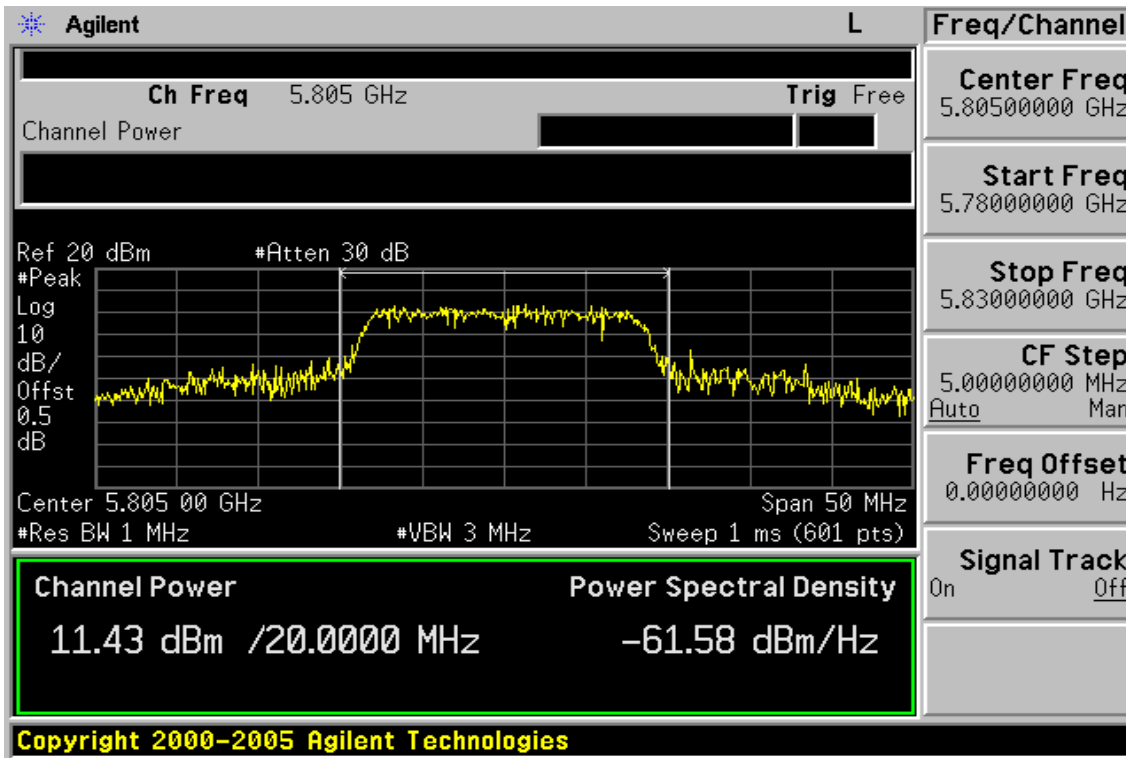 Agilent
L
Freq/Channel
Ch Freq 5.805 GHz
Trig Free
Channel Power
Ref 20 dBm
#Atten 30 dB
#Peak
Log
10
dB/
Offst
0.5
dB
Center 5.805 00 GHz
Span 50 MHz
#Res BW 1 MHz
#VBW 3 MHz
Sweep 1 ms (601 pts)
Channel Power
Power Spectral Density
11.43 dBm /20.0000 MHz
-61.58 dBm/Hz
Center Freq
5.80500000 GHz
Start Freq
5.78000000 GHz
Stop Freq
5.83000000 GHz
CF Step
5.00000000 MHz
Auto Man
Freq Offset
0.00000000 Hz
Signal Track
On Off
Copyright 2000-2005 Agilent Technologies